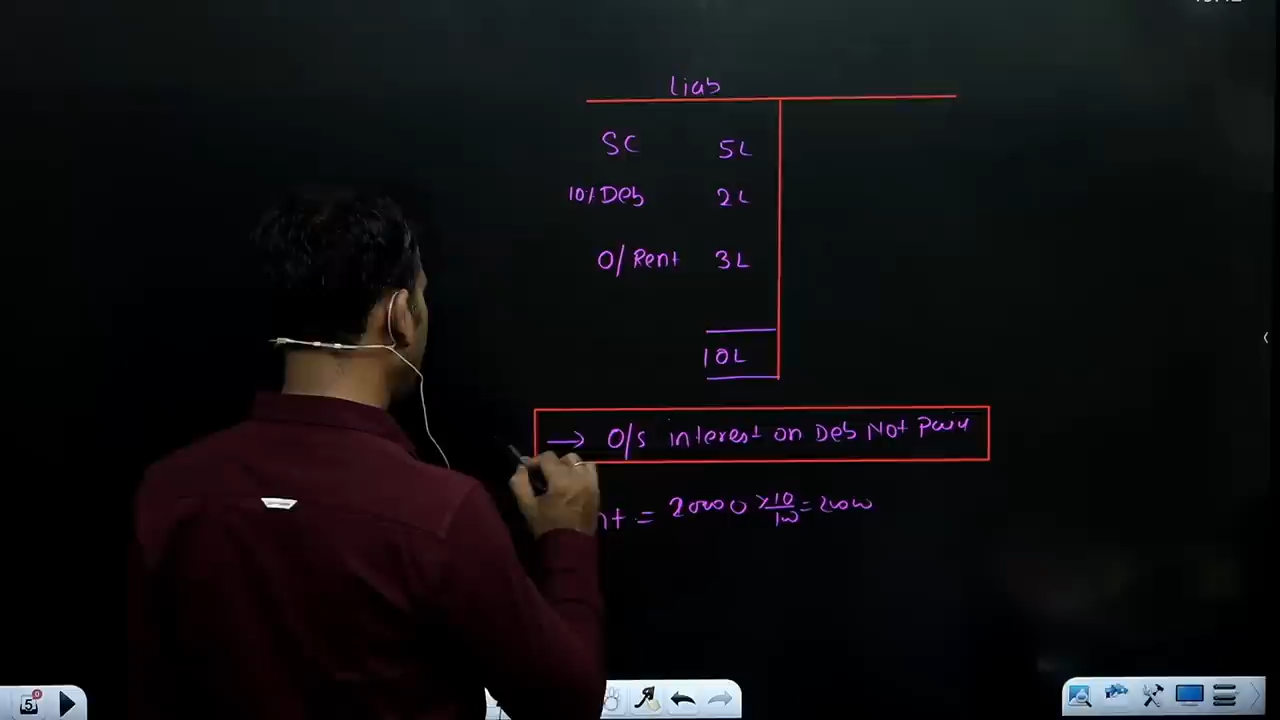 Liab
SC 5L
10% Deb 2L
O/Rent 3L
10L
→ O/s interest on Deb Not Paid
nt = 20000 × 10/100 = 2000
5